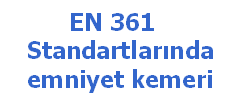 EN 361
Standartlarında
emniyet kemeri